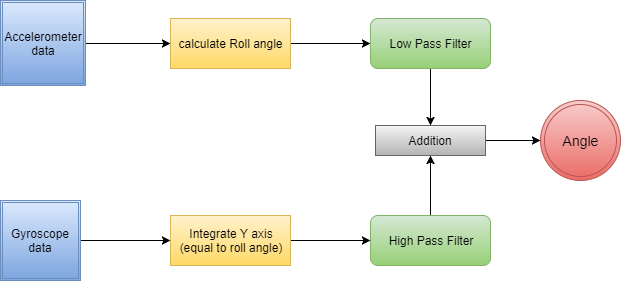 Accelerometer
data
calculate Roll angle
Low Pass Filter
Addition
Angle
Gyroscope
data
Integrate Y axis
(equal to roll angle)
High Pass Filter